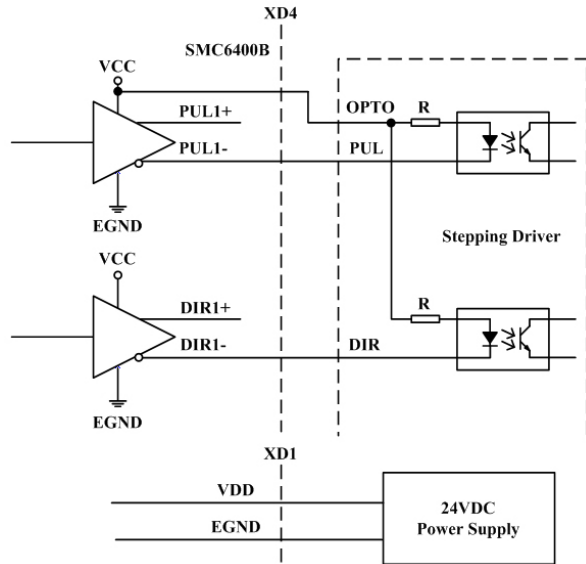 XD4
SMC6400B
VCC
PUL1+
OPTO
R
PUL1-
PUL
EGND
Stepping Driver
VCC
DIR1+
R
DIR1-
DIR
EGND
XD1
VDD
24VDC
Power Supply
EGND